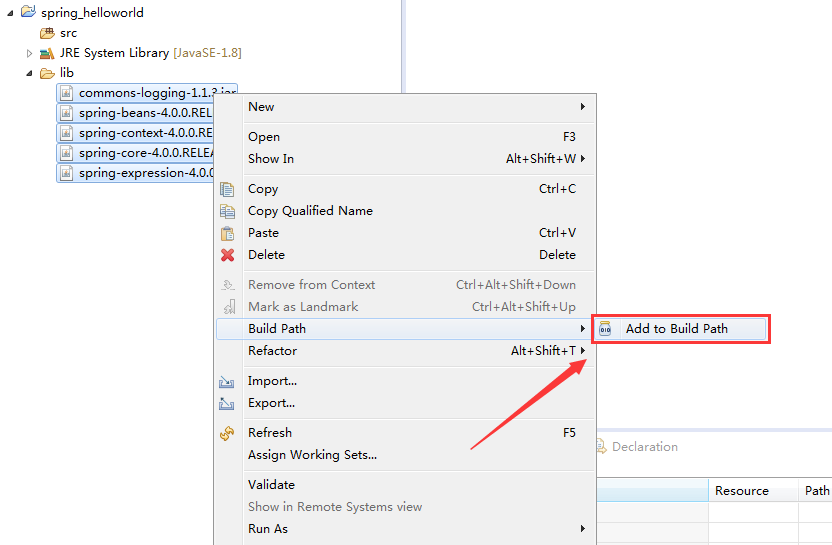 spring_helloworld
src
JRE System Library [JavaSE-1.8]
lib
commons-logging-1.1.3.jar
spring-beans-4.0.0.REL
spring-context-4.0.0.RE
spring-core-4.0.0.RELEA
spring-expression-4.0.0
New
Open F3
Show In Alt+Shift+W
Copy Ctrl+C
Copy Qualified Name
Paste Ctrl+V
Delete Delete
Remove from Context Ctrl+Alt+Shift+Down
Mark as Landmark Ctrl+Alt+Shift+Up
Build Path
Add to Build Path
Refactor Alt+Shift+T
Import...
Export...
Refresh F5
Assign Working Sets...
Validate
Show in Remote Systems view
Run As
Declaration
Resource Path